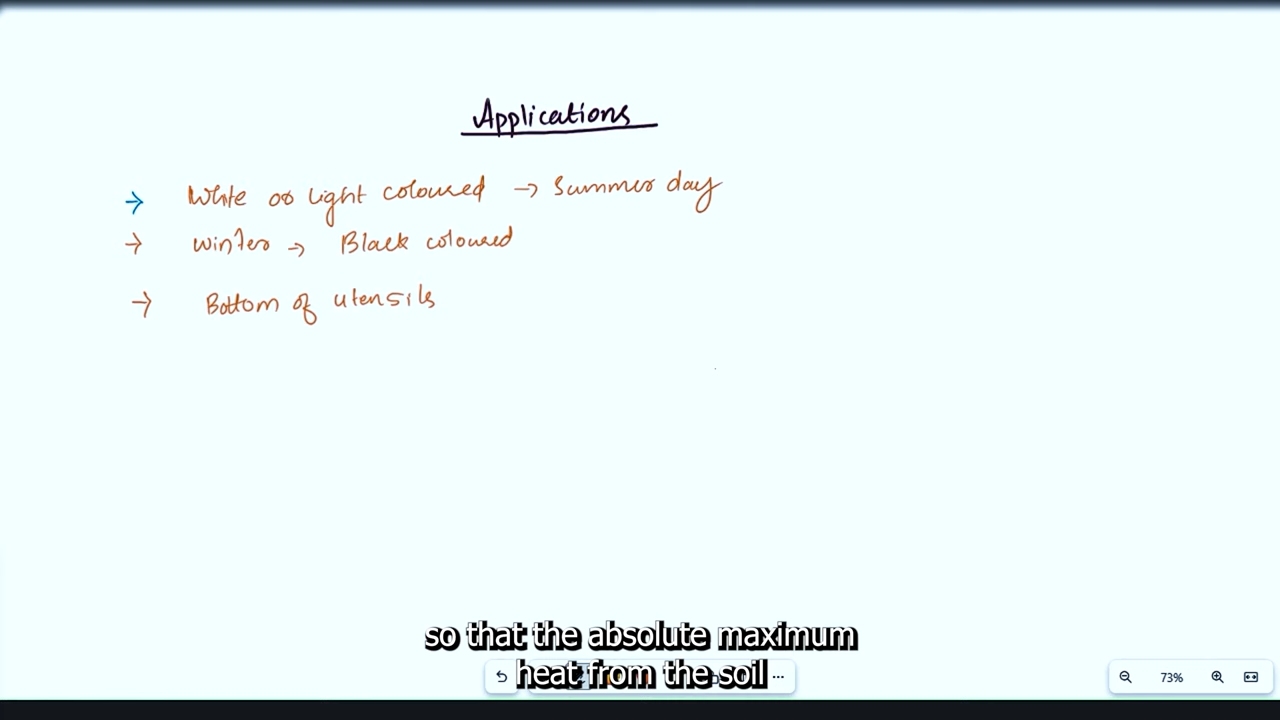 Applications
→ White or Light coloured → Summer day
→ winter → Black coloured
→ Bottom of utensils
so that the absolute maximum
heat from the soil
73%